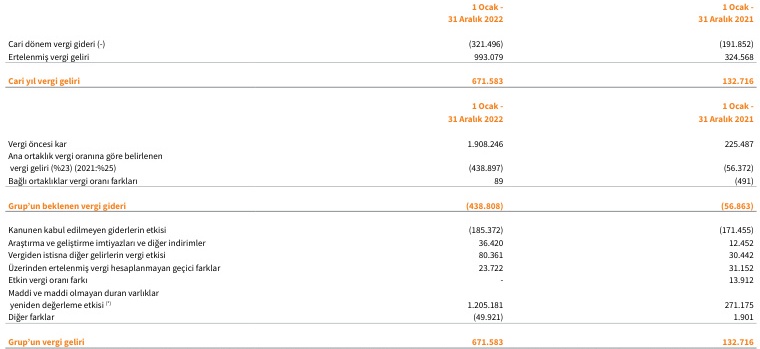 1 Ocak - 1 Ocak -
31 Aralık 2022 31 Aralık 2021
Cari dönem vergi gideri (-) (321.496) (191.852)
Ertelenmiş vergi geliri 993.079 324.568
Cari yıl vergi geliri 671.583 132.716
1 Ocak - 1 Ocak -
31 Aralık 2022 31 Aralık 2021
Vergi öncesi kar 1.908.246 225.487
Ana ortaklık vergi oranına göre belirlenen
vergi geliri (%23) (2021:%25) (438.897) (56.372)
Bağlı ortaklıklar vergi oranı farkları 89 (491)
Grup'un beklenen vergi gideri (438.808) (56.863)
Kanunen kabul edilmeyen giderlerin etkisi (185.372) (171.455)
Araştırma ve geliştirme imtiyazları ve diğer indirimler 36.420 12.452
Vergiden istisna diğer gelirlerin vergi etkisi 80.361 30.442
Üzerinden ertelenmiş vergi hesaplanmayan geçici farklar 23.722 31.152
Etkin vergi oranı farkı - 13.912
Maddi ve maddi olmayan duran varlıklar
yeniden değerleme etkisi (*) 1.205.181 271.175
Diğer farklar (49.921) 1.901
Grup'un vergi geliri 671.583 132.716